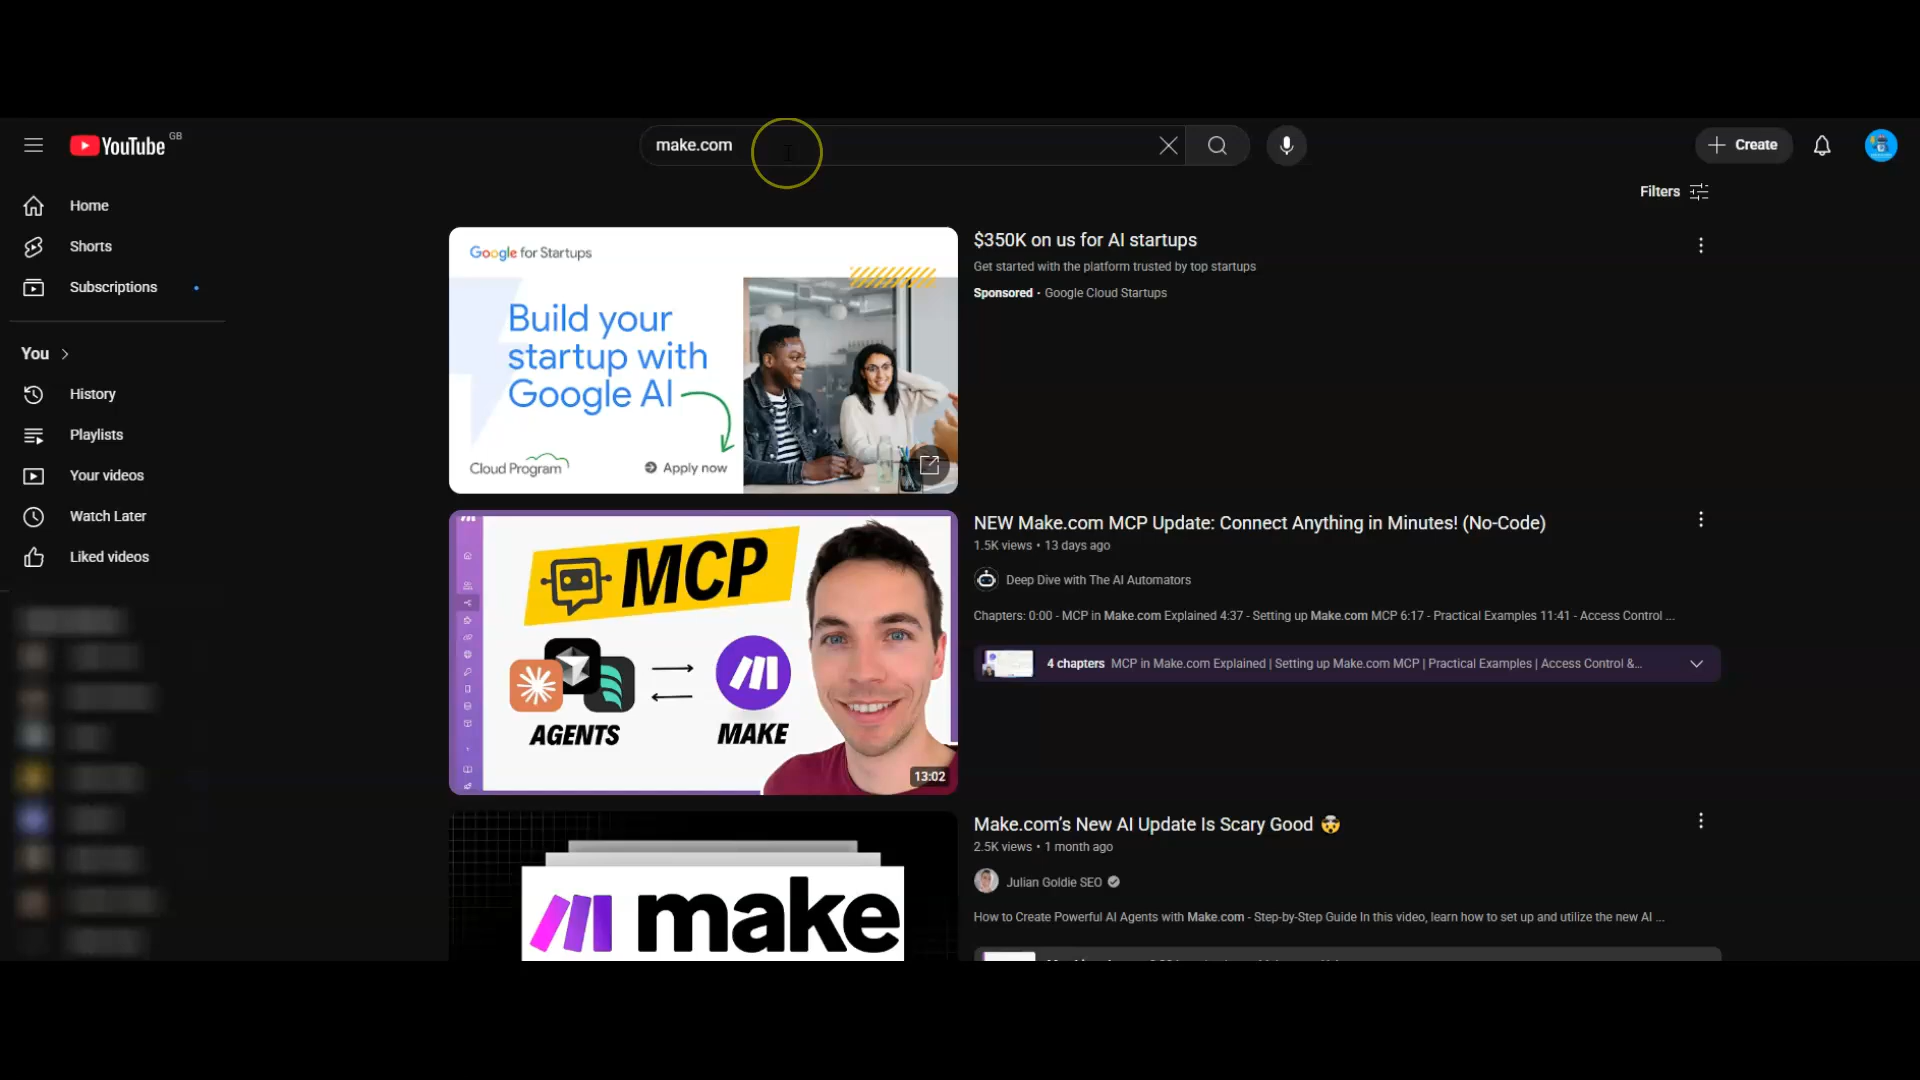 YouTube GB
make.com
Create
Filters
Home
Shorts
Subscriptions
You
History
Playlists
Your videos
Watch Later
Liked videos
Google for Startups
Build your
startup with
Google AI
Cloud Program
Apply now
$350K on us for AI startups
Get started with the platform trusted by top startups
Sponsored · Google Cloud Startups
MCP
AGENTS
MAKE
13:02
NEW Make.com MCP Update: Connect Anything in Minutes! (No-Code)
1.5K views • 13 days ago
Deep Dive with The AI Automators
Chapters: 0:00 - MCP in Make.com Explained 4:37 - Setting up Make.com MCP 6:17 - Practical Examples 11:41 - Access Control ...
4 chapters MCP in Make.com Explained | Setting up Make.com MCP | Practical Examples | Access Control &...
make
Make.com’s New AI Update Is Scary Good 🤯
2.5K views • 1 month ago
Julian Goldie SEO
How to Create Powerful AI Agents with Make.com - Step-by-Step Guide In this video, learn how to set up and utilize the new AI ...